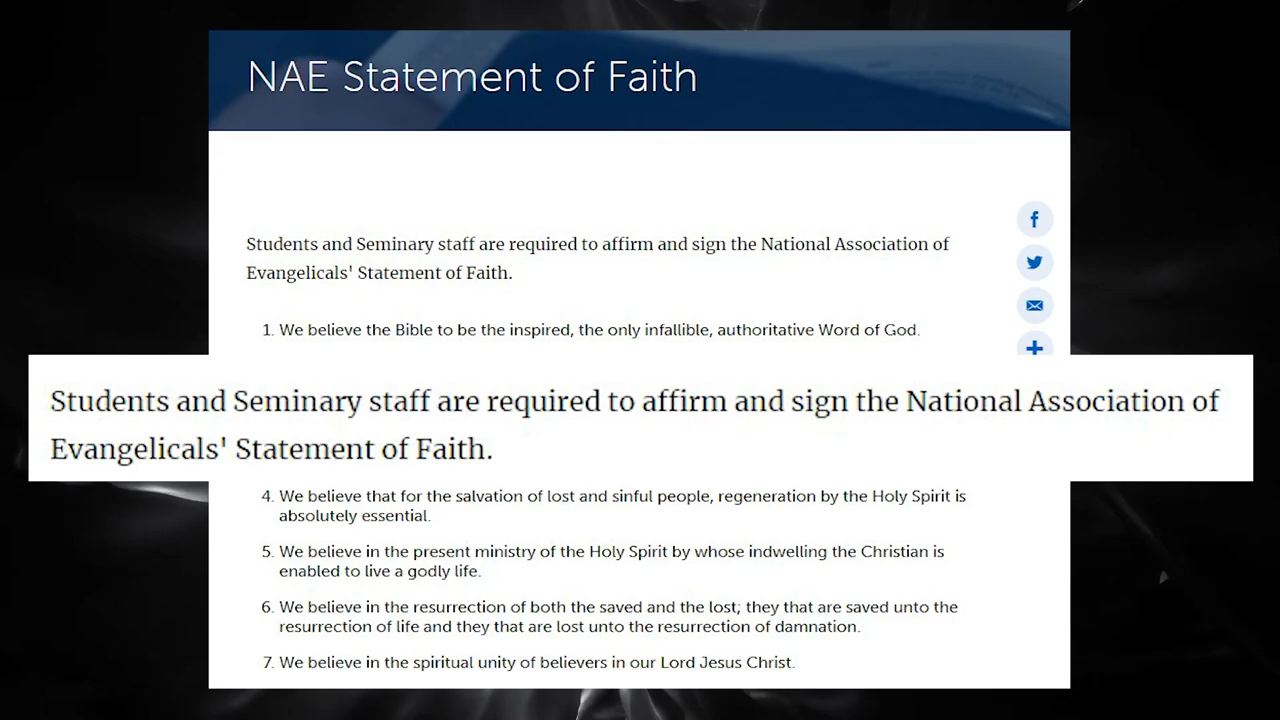 NAE Statement of Faith
Students and Seminary staff are required to affirm and sign the National Association of
Evangelicals' Statement of Faith.
1. We believe the Bible to be the inspired, the only infallible, authoritative Word of God.
Students and Seminary staff are required to affirm and sign the National Association of
Evangelicals' Statement of Faith.
4. We believe that for the salvation of lost and sinful people, regeneration by the Holy Spirit is
absolutely essential.
5. We believe in the present ministry of the Holy Spirit by whose indwelling the Christian is
enabled to live a godly life.
6. We believe in the resurrection of both the saved and the lost; they that are saved unto the
resurrection of life and they that are lost unto the resurrection of damnation.
7. We believe in the spiritual unity of believers in our Lord Jesus Christ.